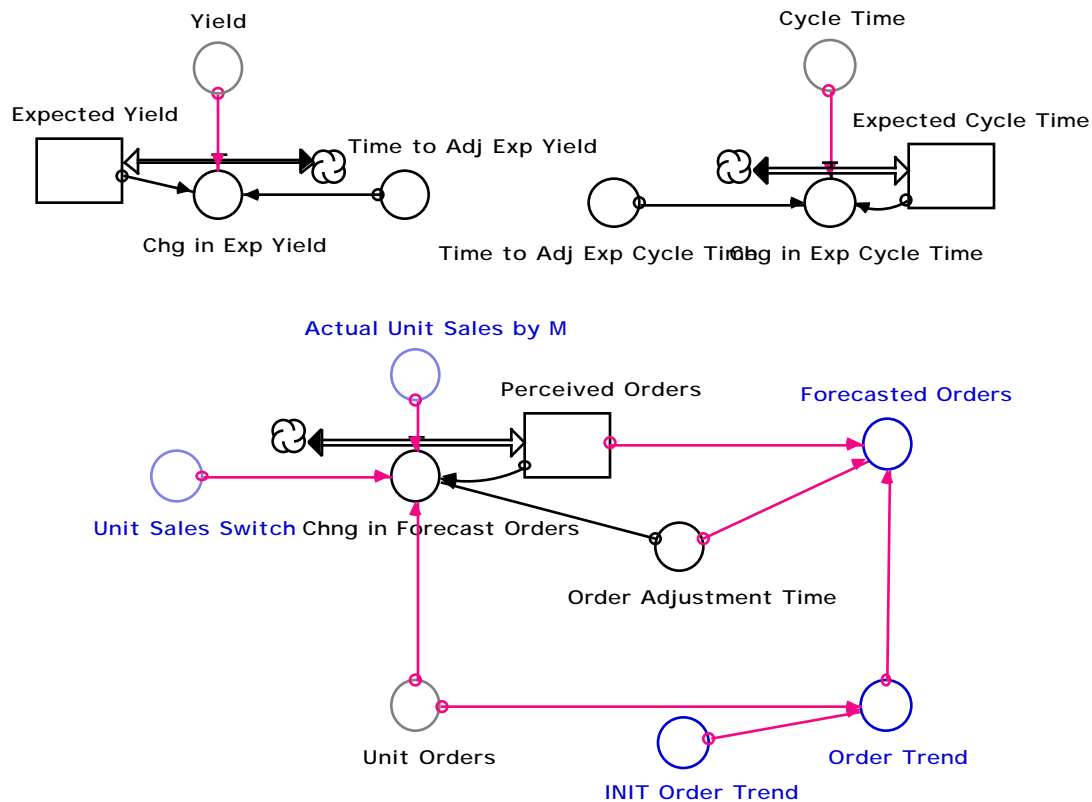 Yield
Cycle Time
Expected Yield
Expected Cycle Time
Time to Adj Exp Yield
Chg in Exp Yield
Time to Adj Exp Cycle Time
Chg in Exp Cycle Time
Actual Unit Sales by M
Perceived Orders
Forecasted Orders
Unit Sales Switch
Chng in Forecast Orders
Order Adjustment Time
Unit Orders
Order Trend
INIT Order Trend